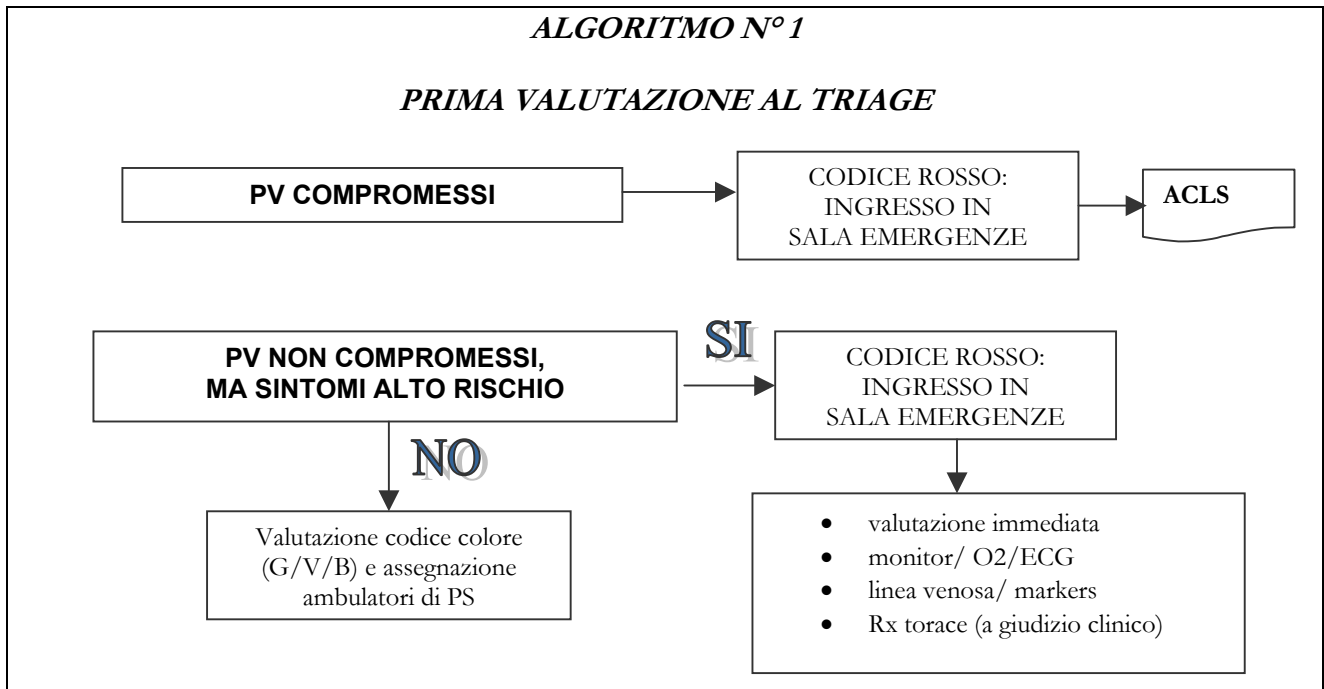 ALGORITMO N° 1
PRIMA VALUTAZIONE AL TRIAGE
PV COMPROMESSI
CODICE ROSSO:
INGRESSO IN
SALA EMERGENZE
ACLS
PV NON COMPROMESSI,
MA SINTOMI ALTO RISCHIO
SI
CODICE ROSSO:
INGRESSO IN
SALA EMERGENZE
NO
Valutazione codice colore
(G/V/B) e assegnazione
ambulatori di PS
• valutazione immediata
• monitor/ O2/ECG
• linea venosa/ markers
• Rx torace (a giudizio clinico)